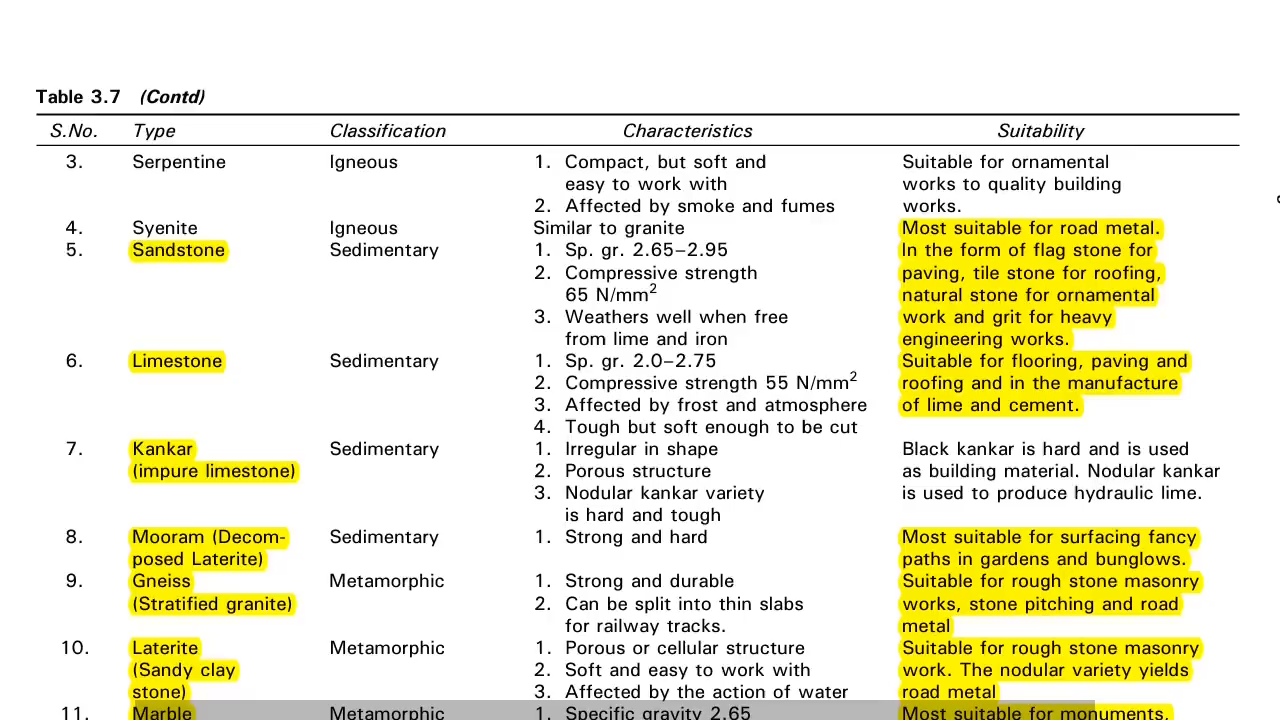 Table 3.7 (Contd)
S.No. Type Classification Characteristics Suitability
3. Serpentine Igneous 1. Compact, but soft and Suitable for ornamental
easy to work with works to quality building
2. Affected by smoke and fumes works.
4. Syenite Igneous Similar to granite Most suitable for road metal.
5. Sandstone Sedimentary 1. Sp. gr. 2.65–2.95 In the form of flag stone for
2. Compressive strength paving, tile stone for roofing,
65 N/mm² natural stone for ornamental
3. Weathers well when free work and grit for heavy
from lime and iron engineering works.
6. Limestone Sedimentary 1. Sp. gr. 2.0–2.75 Suitable for flooring, paving and
2. Compressive strength 55 N/mm² roofing and in the manufacture
3. Affected by frost and atmosphere of lime and cement.
4. Tough but soft enough to be cut
7. Kankar Sedimentary 1. Irregular in shape Black kankar is hard and is used
(impure limestone) 2. Porous structure as building material. Nodular kankar
3. Nodular kankar variety is used to produce hydraulic lime.
is hard and tough
8. Mooram (Decom- Sedimentary 1. Strong and hard Most suitable for surfacing fancy
posed Laterite) paths in gardens and bunglows.
9. Gneiss Metamorphic 1. Strong and durable Suitable for rough stone masonry
(Stratified granite) 2. Can be split into thin slabs works, stone pitching and road
for railway tracks. metal
10. Laterite Metamorphic 1. Porous or cellular structure Suitable for rough stone masonry
(Sandy clay 2. Soft and easy to work with work. The nodular variety yields
stone) 3. Affected by the action of water road metal
11. Marble Metamorphic 1. Specific gravity 2.65 Most suitable for monuments,